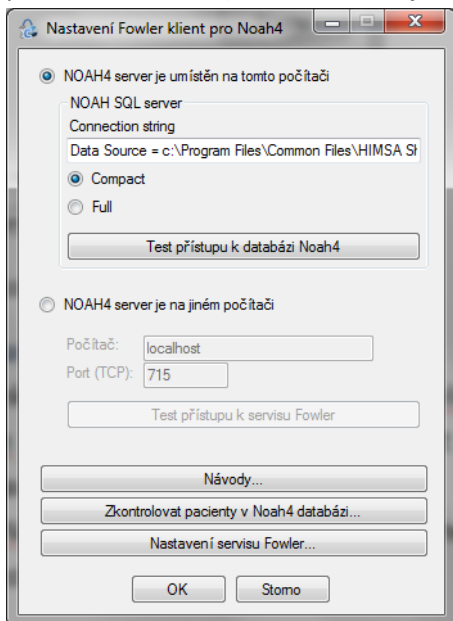 Nastavení Fowler klient pro Noah4
NOAH4 server je umístěn na tomto počítači
NOAH SQL server
Connection string
Data Source = c:\Program Files\Common Files\HIMSA Sh
Compact
Full
Test přístupu k databázi Noah4
NOAH4 server je na jiném počítači
Počítač: localhost
Port (TCP): 715
Test přístupu k servisu Fowler
Návody...
Zkontrolovat pacienty v Noah4 databázi...
Nastavení servisu Fowler...
OK Storno